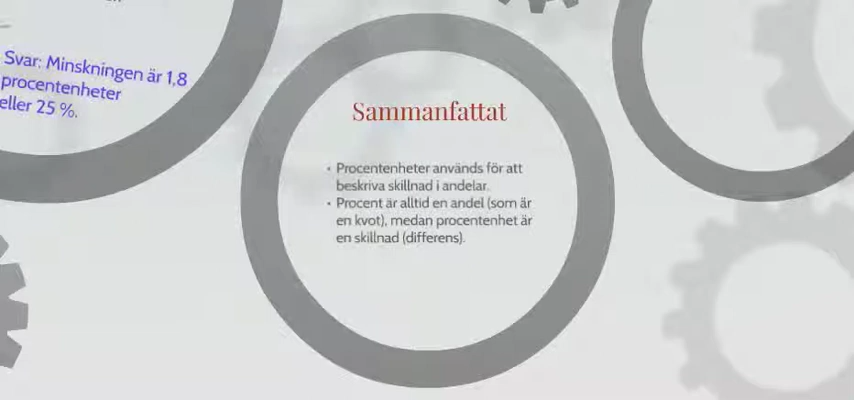 Svar: Minskningen är 1,8
procentenheter
eller 25 %.
Sammanfattat
• Procentenheter används för att
beskriva skillnad i andelar.
• Procent är alltid en andel (som är
en kvot), medan procentenhet är
en skillnad (differens).